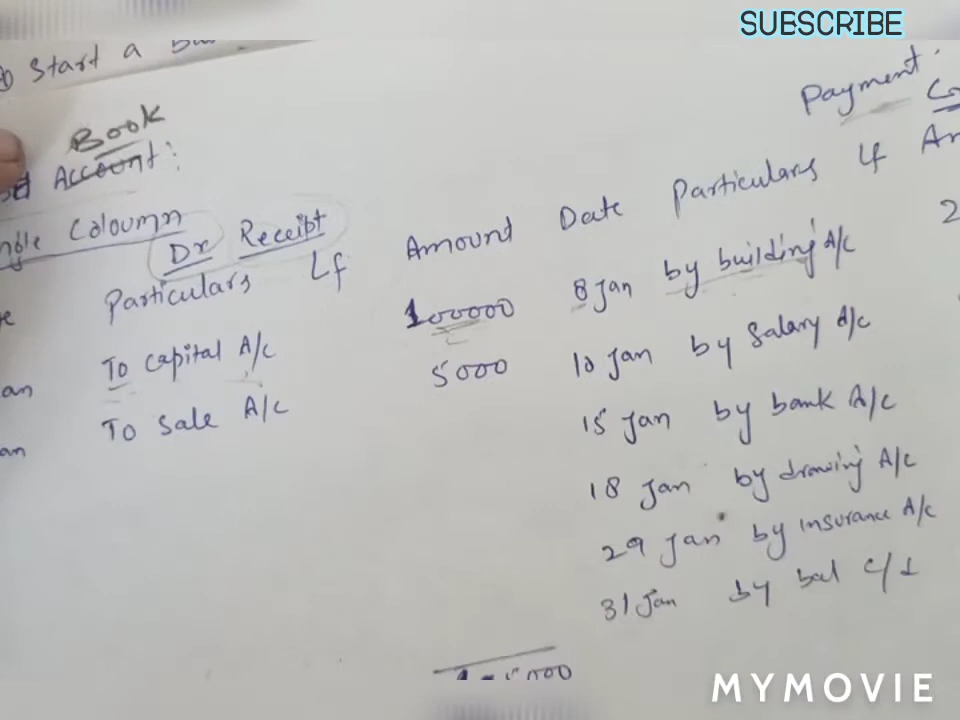 SUBSCRIBE
Start a
Payment.
Book
Account:
Coloumn
Dr Receipt
Particulars Lf Amount Date Particulars Lf
To capital A/c 100000 8 Jan by building A/c
To Sale A/c 5000 10 Jan by Salary A/c
15 Jan by bank A/c
18 Jan by drawing A/c
29 Jan by insurance A/c
31 Jan by bal c/d
MYMOVIE